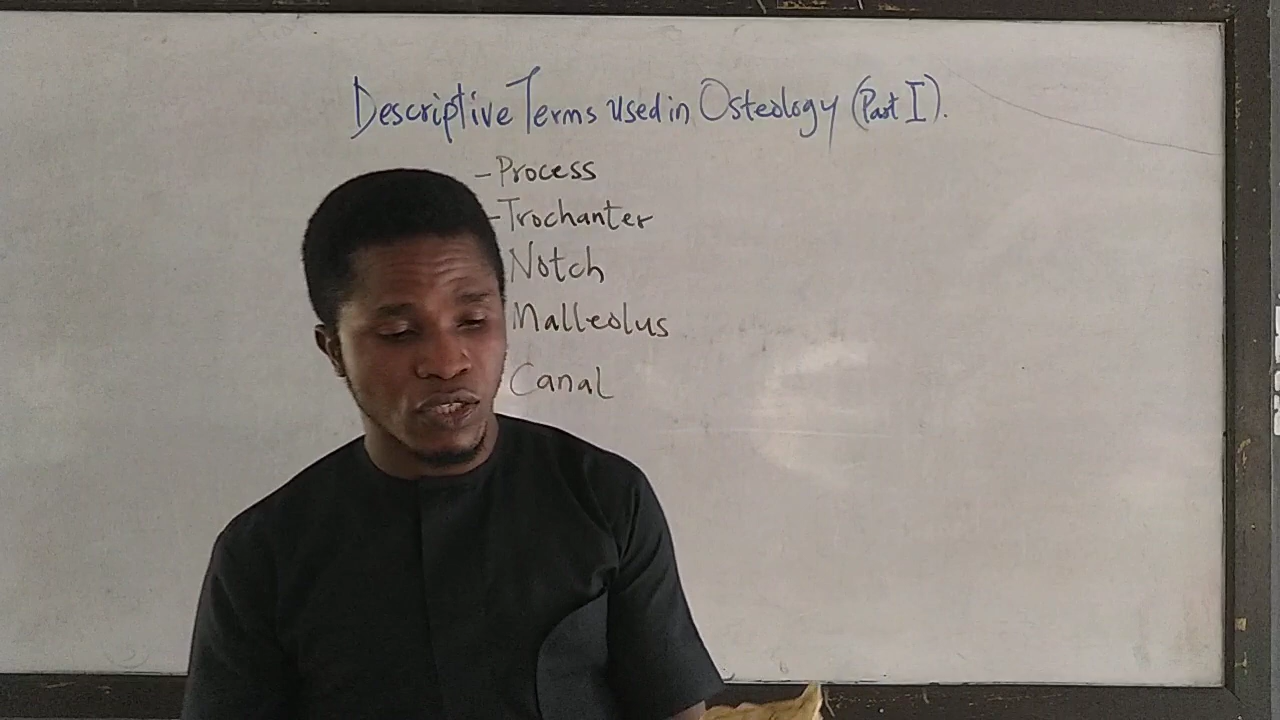 Descriptive Terms used in Osteology (Part I).
- Process
- Trochanter
Notch
Malleolus
Canal